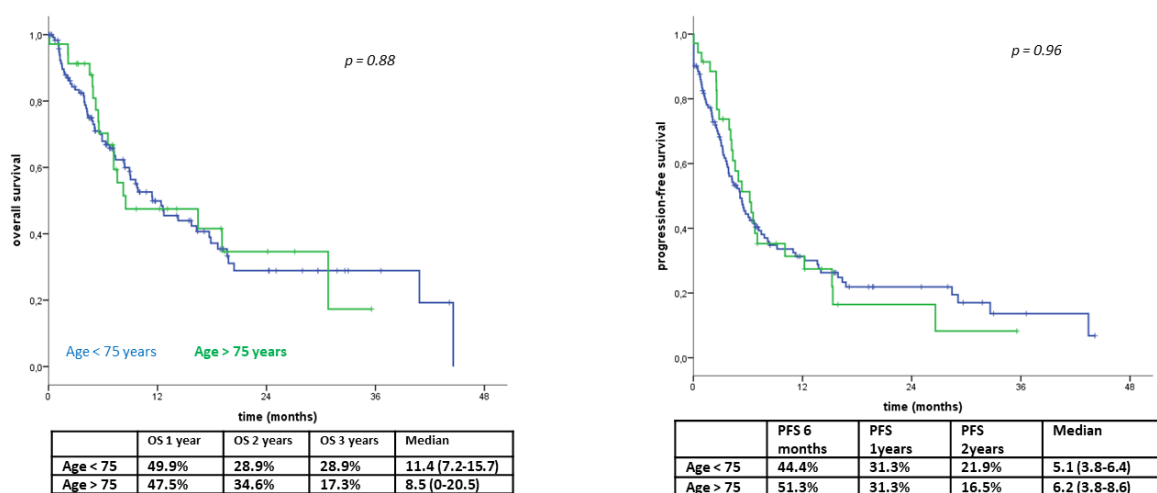 p = 0.88
overall survival
1,0
0,8
0,6
0,4
0,2
0,0
Age < 75 years
Age > 75 years
0
12
24
36
48
time (months)
OS 1 year OS 2 years OS 3 years Median
Age < 75 49.9% 28.9% 28.9% 11.4 (7.2-15.7)
Age > 75 47.5% 34.6% 17.3% 8.5 (0-20.5)
p = 0.96
progression-free survival
1,0
0,8
0,6
0,4
0,2
0,0
0
12
24
36
48
time (months)
PFS 6 months PFS 1years PFS 2years Median
Age < 75 44.4% 31.3% 21.9% 5.1 (3.8-6.4)
Age > 75 51.3% 31.3% 16.5% 6.2 (3.8-8.6)